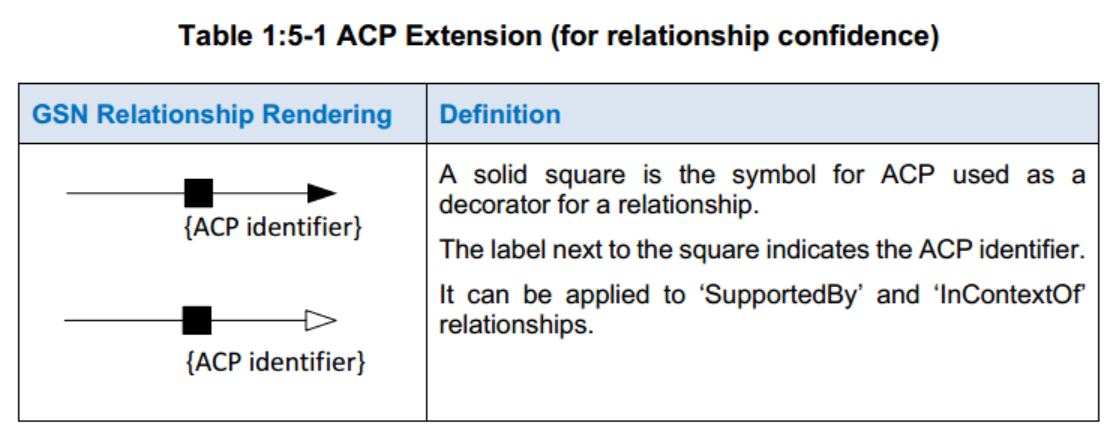 Table 1:5-1 ACP Extension (for relationship confidence)
GSN Relationship Rendering
Definition
{ACP identifier}
{ACP identifier}
A solid square is the symbol for ACP used as a
decorator for a relationship.
The label next to the square indicates the ACP identifier.
It can be applied to ‘SupportedBy’ and ‘InContextOf’
relationships.